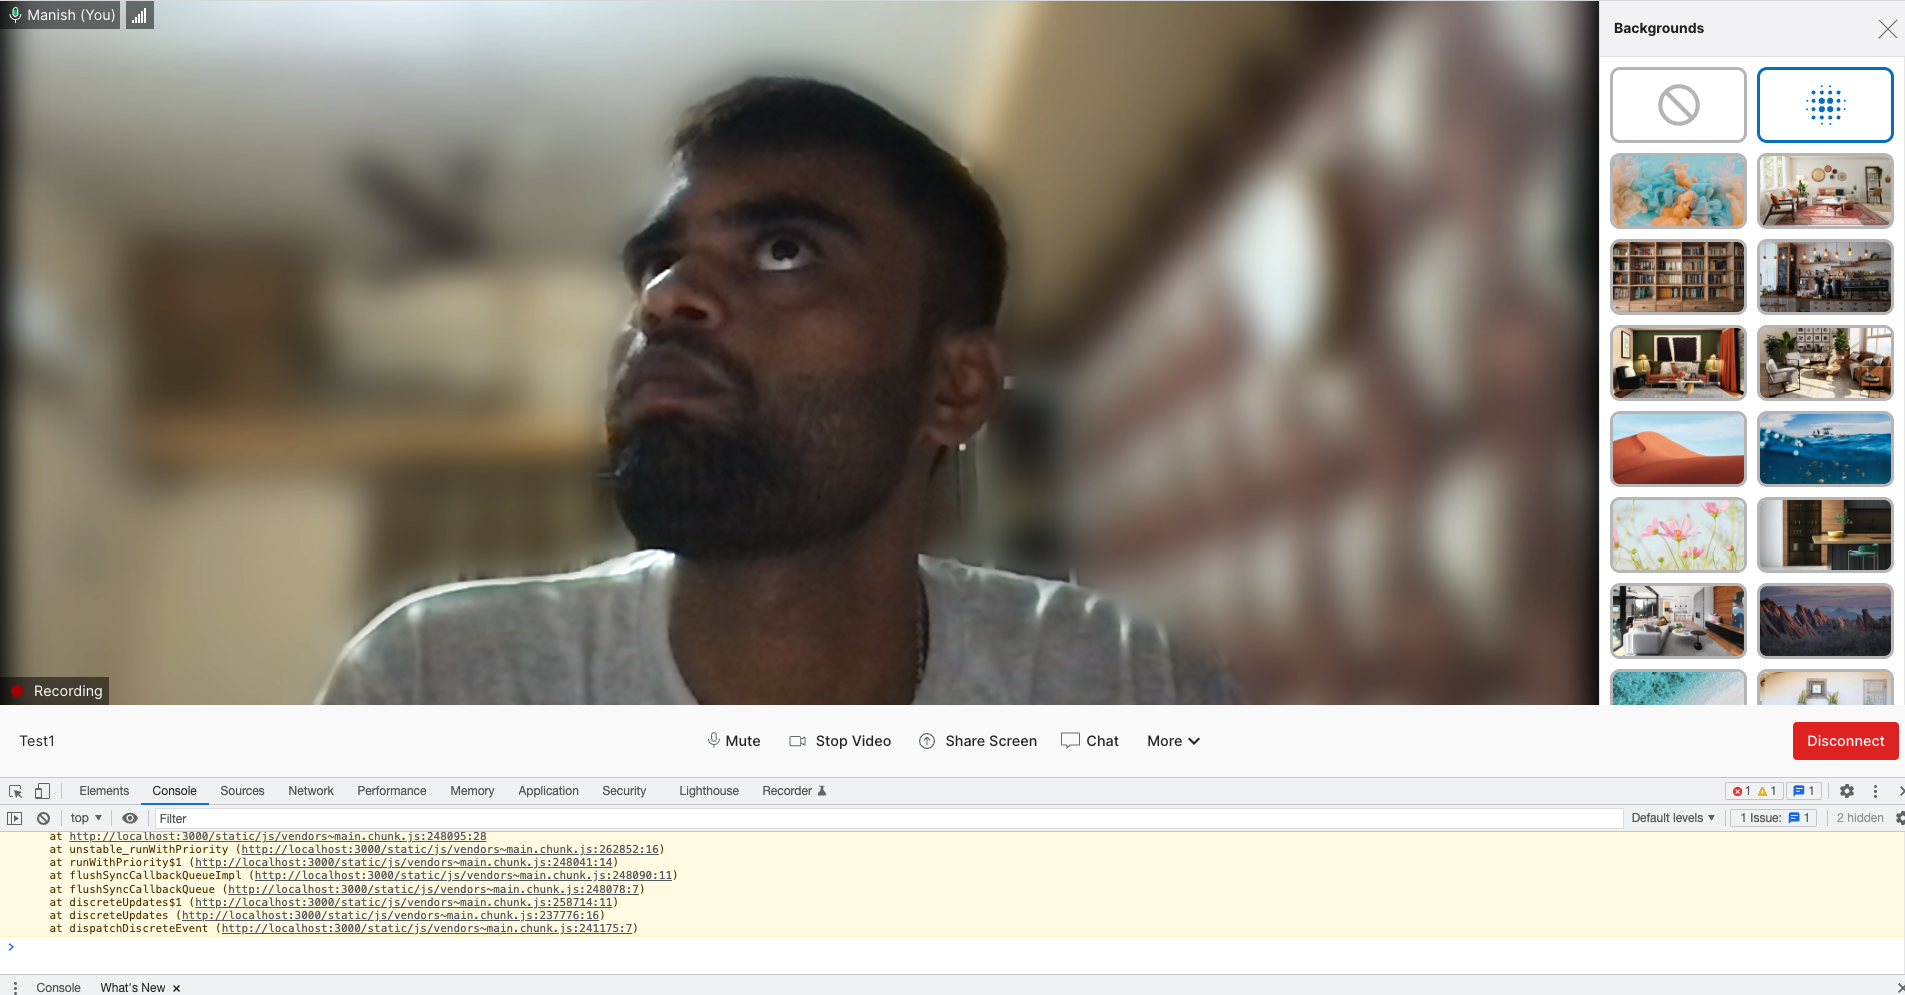 Manish (You)
Backgrounds
Recording
Test1
Mute
Stop Video
Share Screen
Chat
More
Disconnect
Elements Console Sources Network Performance Memory Application Security Lighthouse Recorder 1 1 1
top ▼ Filter Default levels ▼ 1 Issue: 1 2 hidden
at http://localhost:3000/static/js/vendors~main.chunk.js:248095:28
at unstable_runWithPriority (http://localhost:3000/static/js/vendors~main.chunk.js:262852:16)
at runWithPriority$1 (http://localhost:3000/static/js/vendors~main.chunk.js:248041:14)
at flushSyncCallbackQueueImpl (http://localhost:3000/static/js/vendors~main.chunk.js:248090:11)
at flushSyncCallbackQueue (http://localhost:3000/static/js/vendors~main.chunk.js:248078:7)
at discreteUpdates$1 (http://localhost:3000/static/js/vendors~main.chunk.js:258714:11)
at discreteUpdates (http://localhost:3000/static/js/vendors~main.chunk.js:237776:16)
at dispatchDiscreteEvent (http://localhost:3000/static/js/vendors~main.chunk.js:241175:7)
>
Console What's New ×